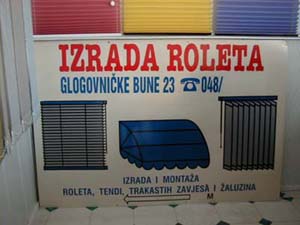 IZRADA ROLETA
GLOGOVNIČKE BUNE 23 ☎ 048/
IZRADA I MONTAŽA
ROLETA, TENDI, TRAKASTIH ZAVJESA I ŽALUZINA
M